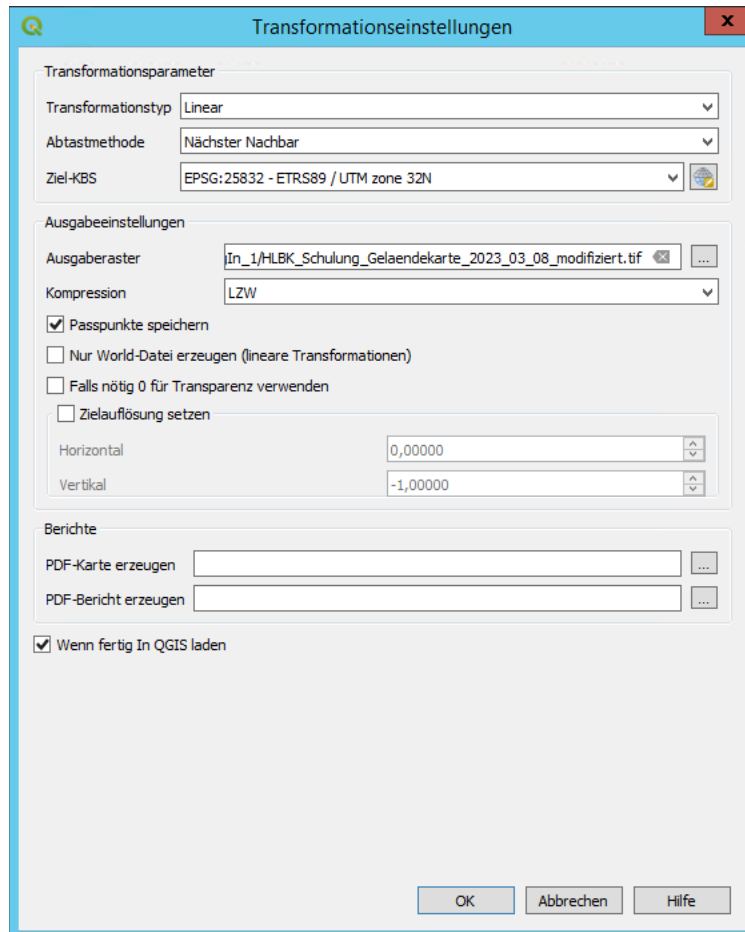 Transformationseinstellungen
x
Transformationsparameter
Transformationstyp Linear
Abtastmethode Nächster Nachbar
Ziel-KBS EPSG:25832 - ETRS89 / UTM zone 32N
Ausgabeeinstellungen
Ausgaberaster In_1/HLBK_Schulung_Gelaendekarte_2023_03_08_modifiziert.tif ...
Kompression LZW
Passpunkte speichern
Nur World-Datei erzeugen (lineare Transformationen)
Falls nötig 0 für Transparenz verwenden
Zielauflösung setzen
Horizontal 0,00000
Vertikal -1,00000
Berichte
PDF-Karte erzeugen ...
PDF-Bericht erzeugen ...
Wenn fertig In QGIS laden
OK Abbrechen Hilfe